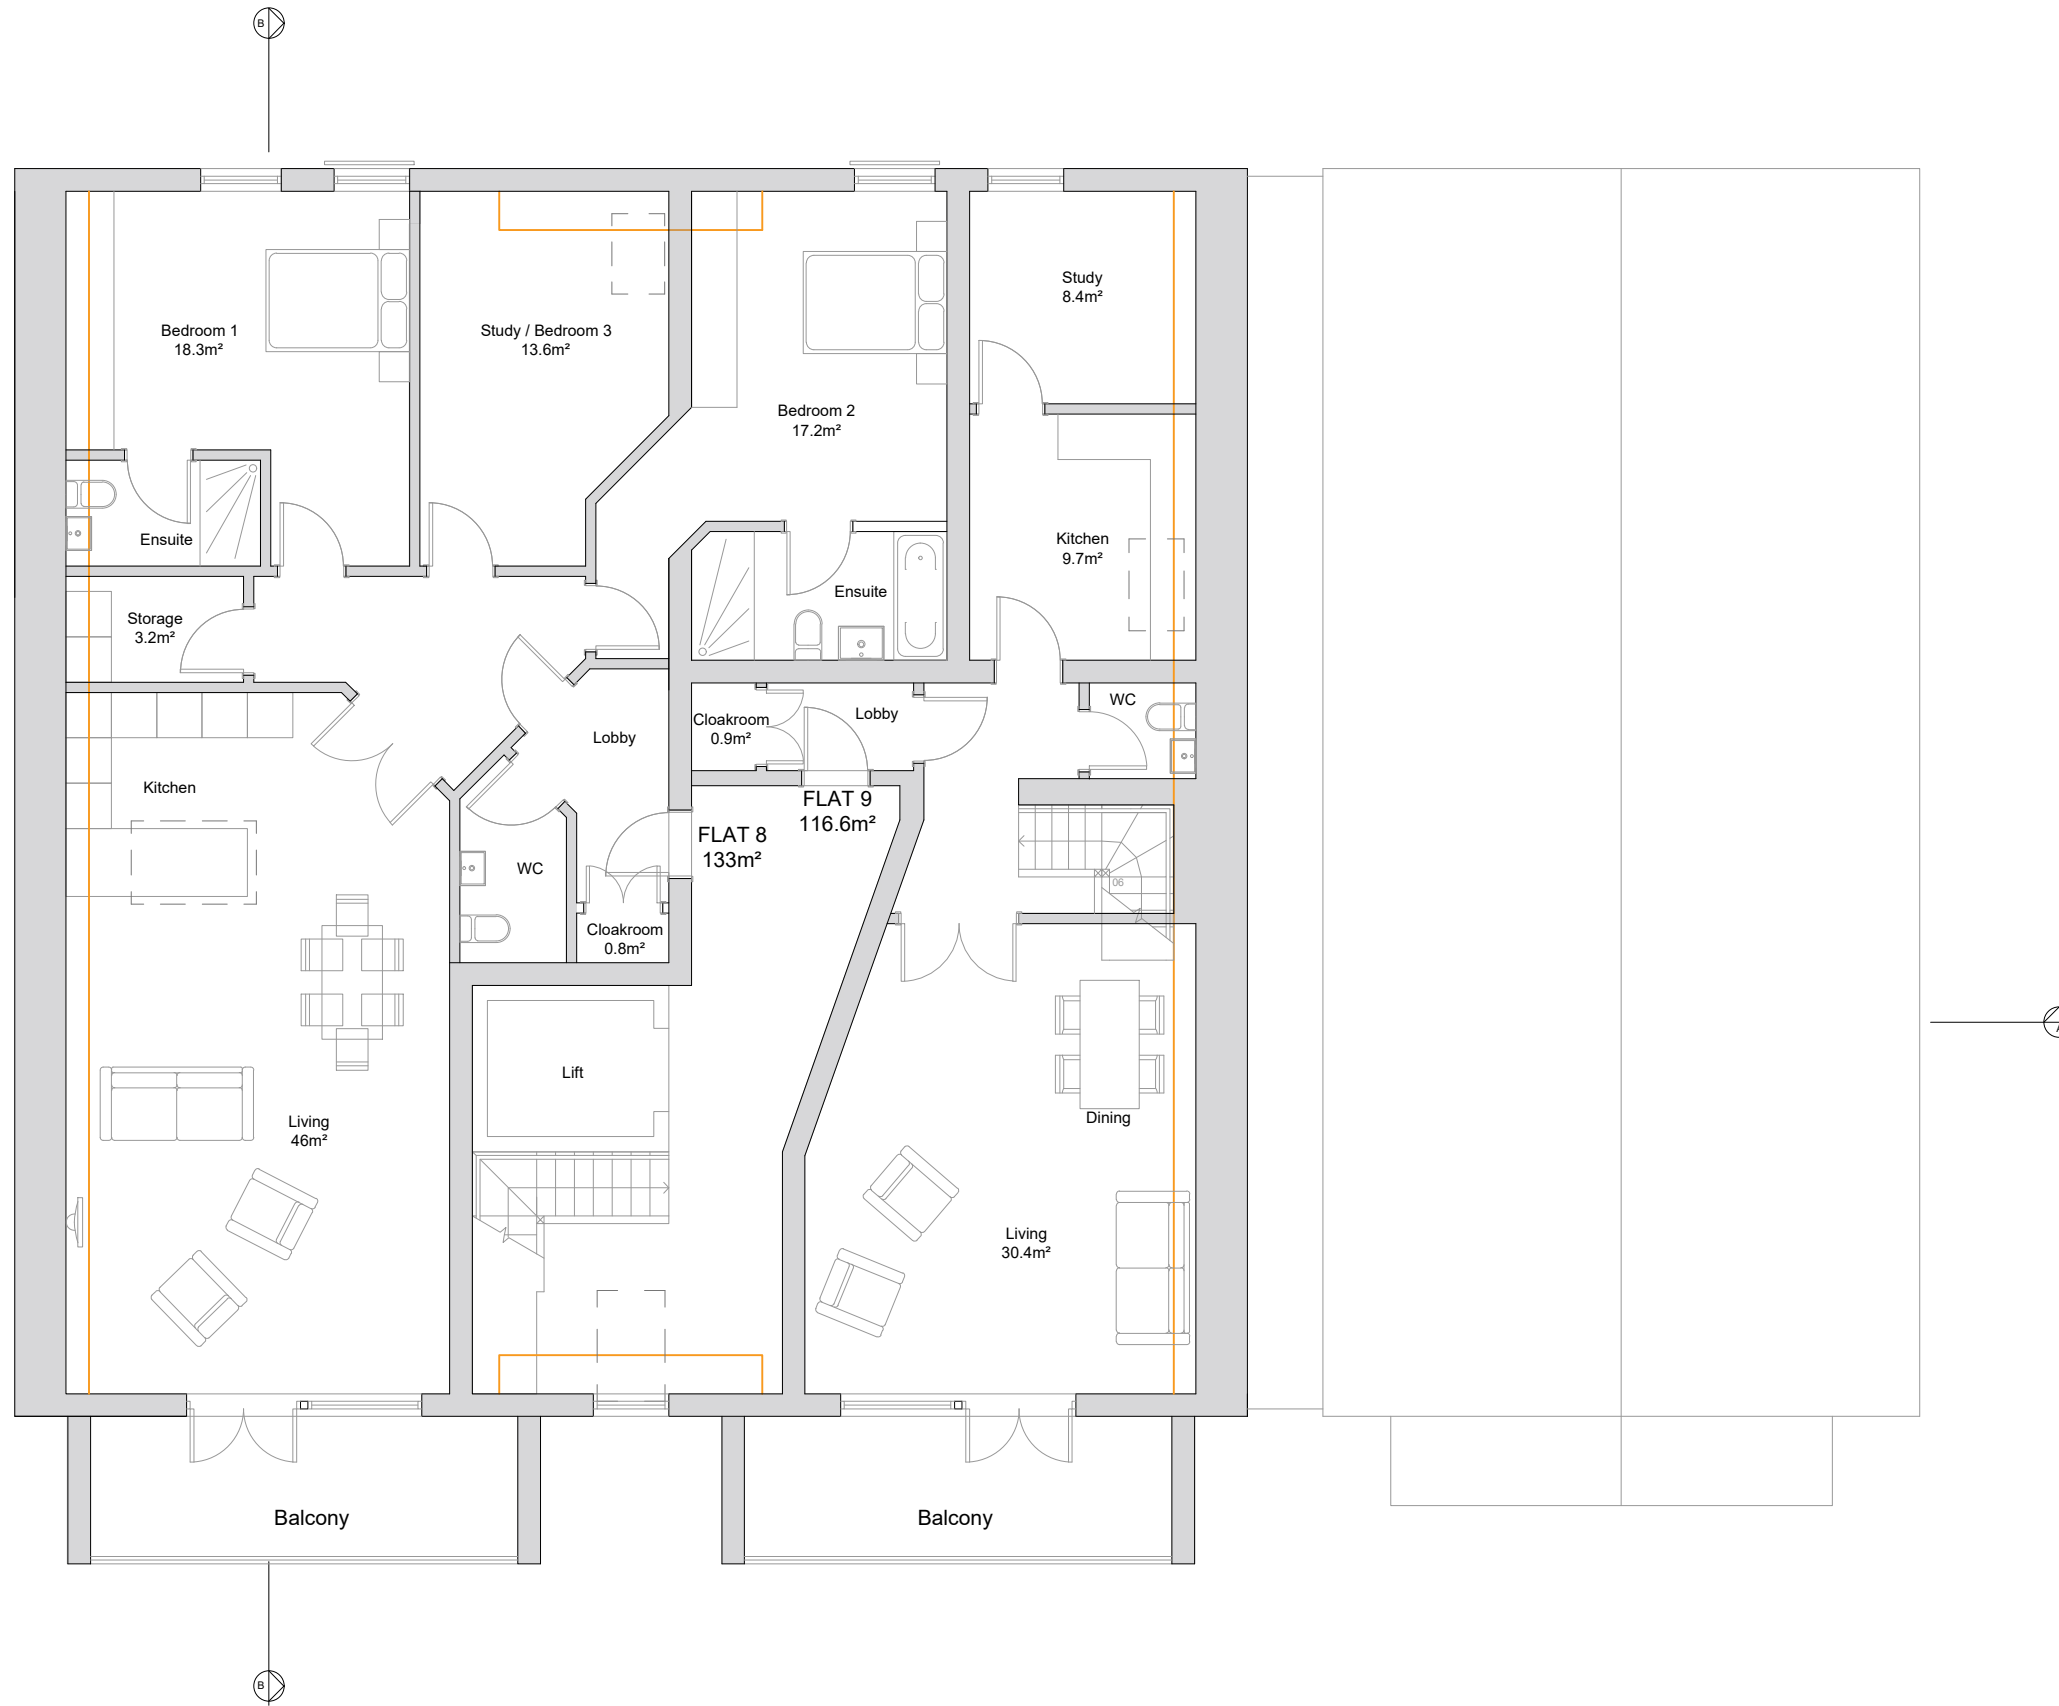 B
Study
8.4m²
Bedroom 1
18.3m²
Study / Bedroom 3
13.6m²
Bedroom 2
17.2m²
Ensuite
Kitchen
9.7m²
Ensuite
Storage
3.2m²
WC
Cloakroom
0.9m²
Lobby
Lobby
Kitchen
FLAT 9
116.6m²
FLAT 8
133m²
WC
06
Cloakroom
0.8m²
Lift
Living
46m²
Dining
Living
30.4m²
Balcony
Balcony
B